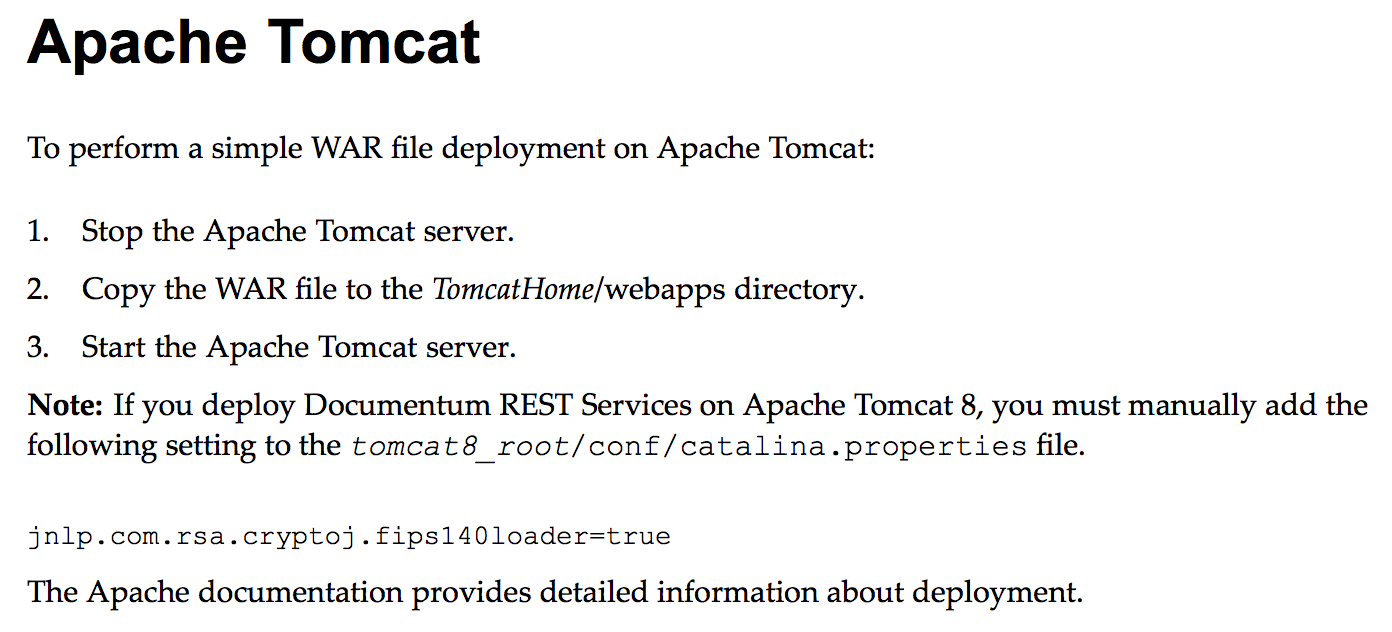 Apache Tomcat
To perform a simple WAR file deployment on Apache Tomcat:
1. Stop the Apache Tomcat server.
2. Copy the WAR file to the TomcatHome/webapps directory.
3. Start the Apache Tomcat server.
Note: If you deploy Documentum REST Services on Apache Tomcat 8, you must manually add the
following setting to the tomcat8_root/conf/catalina.properties file.
jnlp.com.rsa.cryptoj.fips140loader=true
The Apache documentation provides detailed information about deployment.